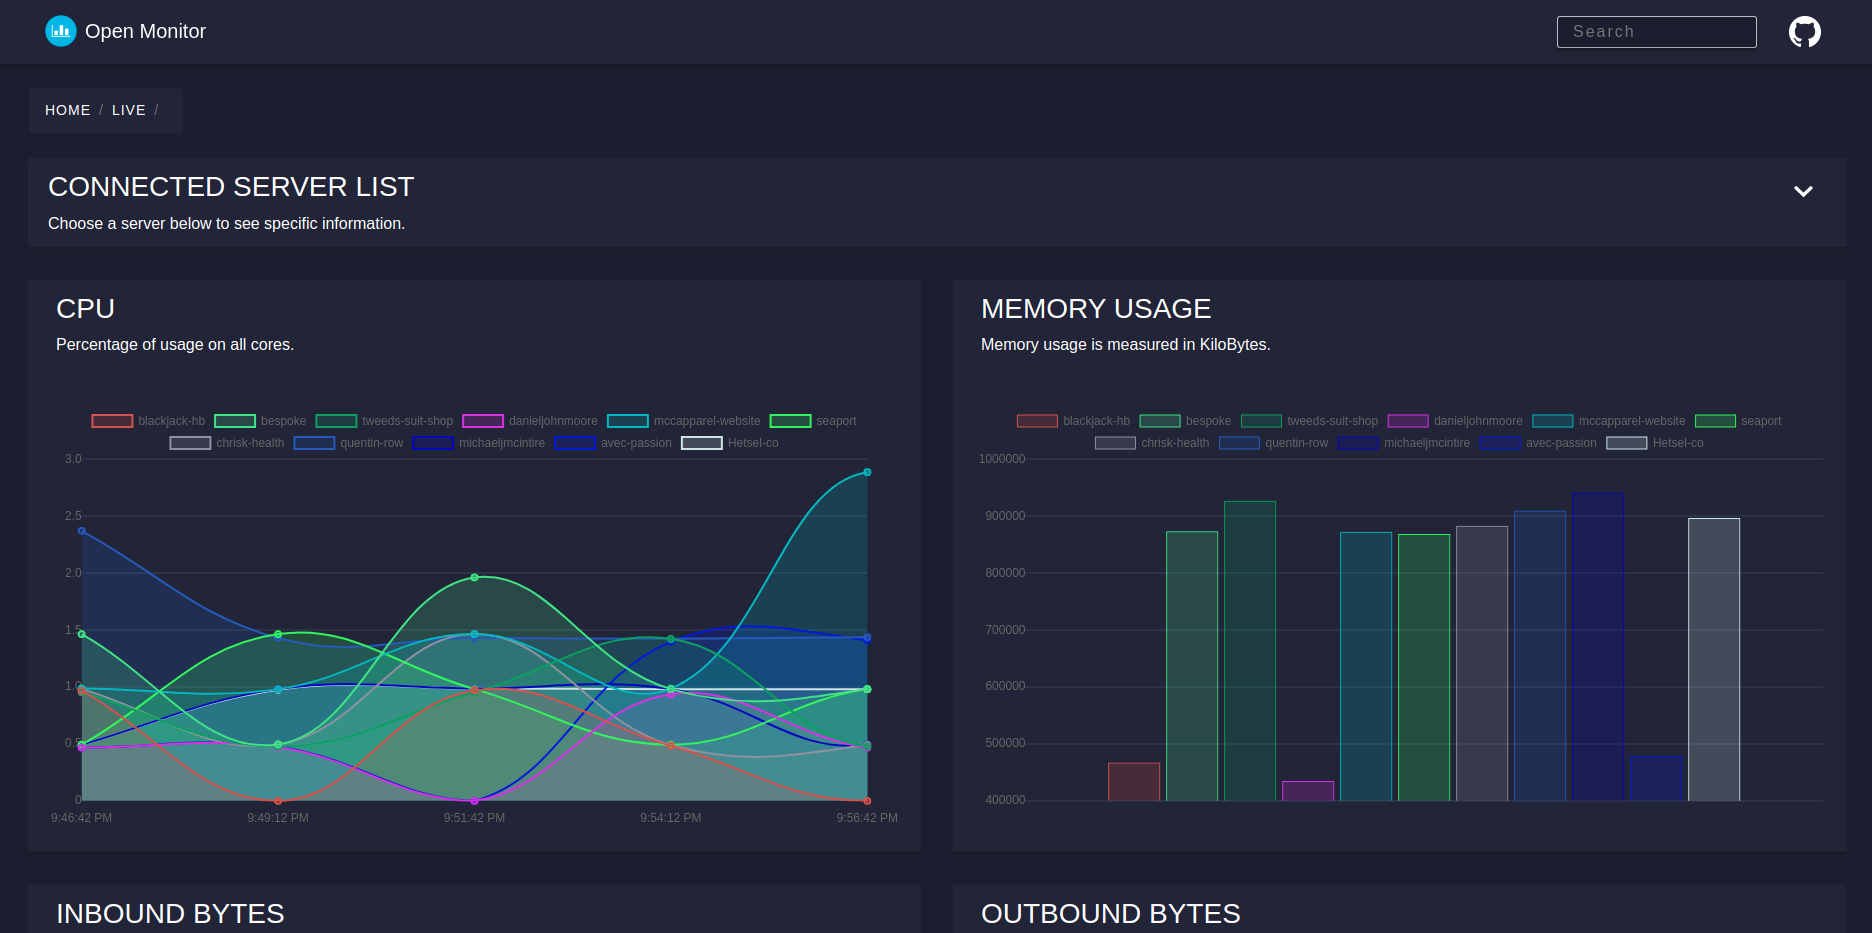 Open Monitor
Search
HOME / LIVE /
CONNECTED SERVER LIST
Choose a server below to see specific information.
CPU
Percentage of usage on all cores.
blackjack-hb bespoke tweeds-suit-shop danieljohnmoore mccapparel-website seaport
chrisk-health quentin-row michaeljmcintire avec-passion Hetsel-co
3.0
2.5
2.0
1.5
1.0
0.5
0
9:46:42 PM 9:49:12 PM 9:51:42 PM 9:54:12 PM 9:56:42 PM
MEMORY USAGE
Memory usage is measured in KiloBytes.
blackjack-hb bespoke tweeds-suit-shop danieljohnmoore mccapparel-website seaport
chrisk-health quentin-row michaeljmcintire avec-passion Hetsel-co
1000000
900000
800000
700000
600000
500000
400000
INBOUND BYTES
OUTBOUND BYTES